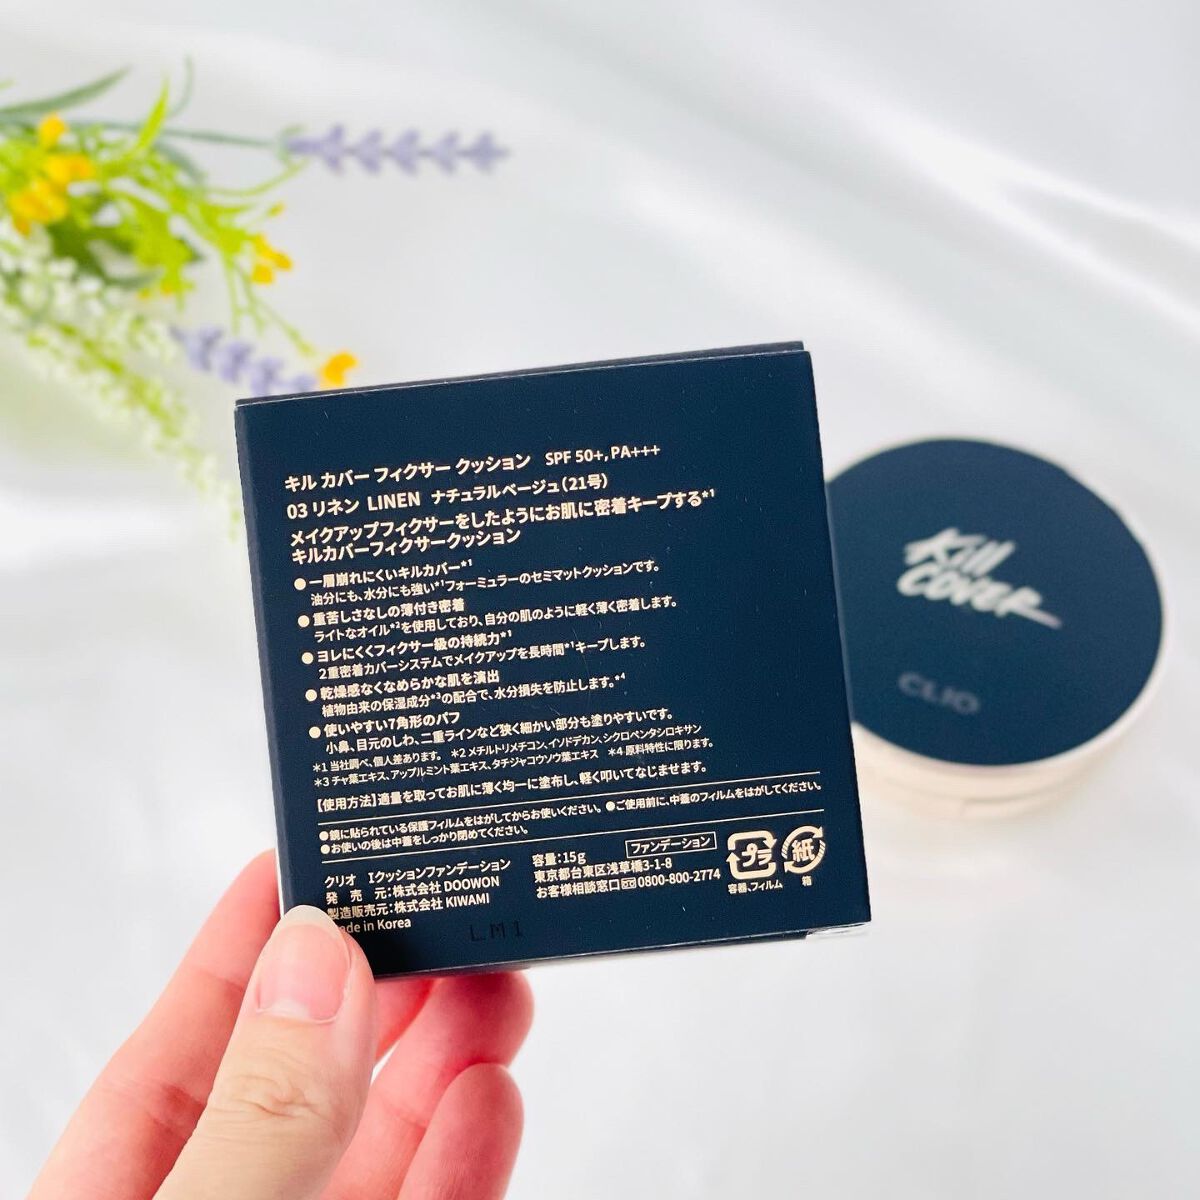 キル カバー フィクサー クッション SPF 50+, PA+++
03 リネン LINEN ナチュラルベージュ(21号)
メイクアップフィクサーをしたようにお肌に密着キープする*1
キルカバーフィクサークッション
●一層崩れにくいキルカバー*1
油分にも、水分にも強い*1フォーミュラーのセミマットクッションです。
●重苦しさなしの薄付き密着
ライトなオイル*2を使用しており、自分の肌のように軽く薄く密着します。
●ヨレにくくフィクサー級の持続力*1
2重密着カバーシステムでメイクアップを長時間*1キープします。
●乾燥感なくなめらかな肌を演出
植物由来の保湿成分*3の配合で、水分損失を防止します。*4
●使いやすい7角形のパフ
小鼻、目元のしわ、二重ラインなど狭く細かい部分も塗りやすいです。
*1 当社調べ、個人差あります。 *2 メチルトリメチコン、イソドデカン、シクロペンタシロキサン
*3 チャ葉エキス、アップルミント葉エキス、タチジャコウソウ葉エキス *4 原料特性に限ります。
【使用方法】適量を取ってお肌に薄く均一に塗布し、軽く叩いてなじませます。
●鏡に貼られている保護フィルムをはがしてからお使いください。 ●ご使用前に、中蓋のフィルムをはがしてください。
●お使いの後は中蓋をしっかり閉めてください。
クリオ Iクッションファンデーション
発 売 元:株式会社 DOOWON
製造販売元:株式会社 KIWAMI
ade in Korea
容量:15g
ファンデーション
東京都台東区浅草橋3-1-8
お客様相談窓口 0800-800-2774
プラ
容器、フィルム
紙
箱
LMI
Kill
COVER
CLIO